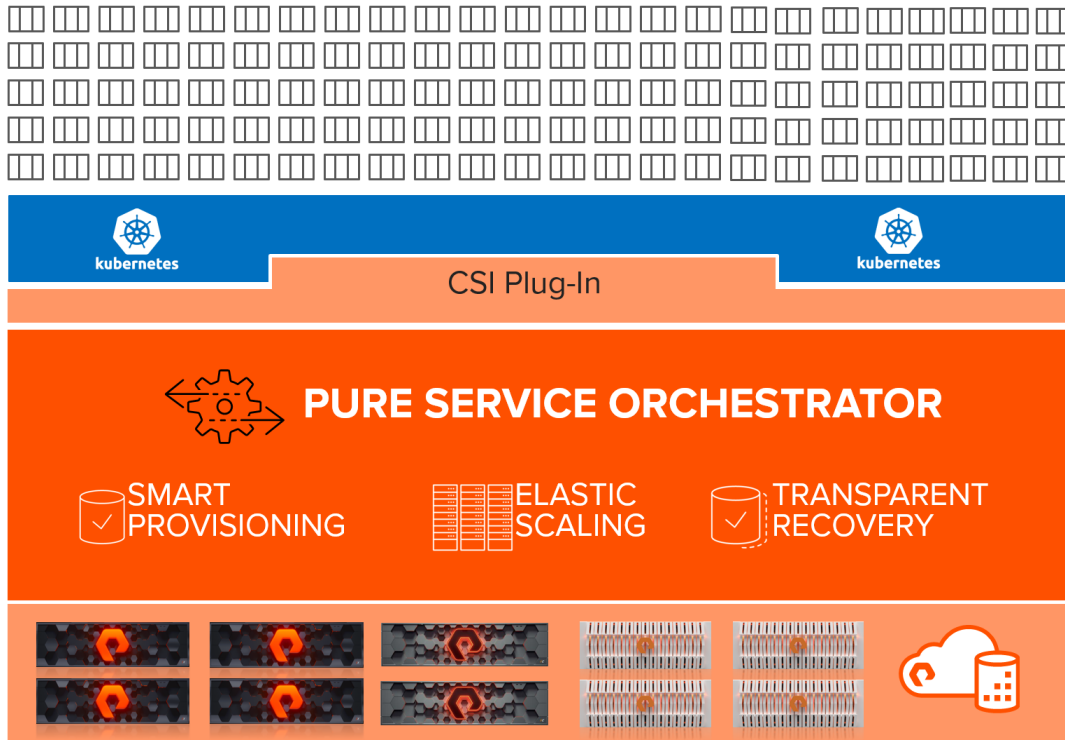 kubernetes
kubernetes
CSI Plug-In
PURE SERVICE ORCHESTRATOR
SMART
PROVISIONING
ELASTIC
SCALING
TRANSPARENT
RECOVERY